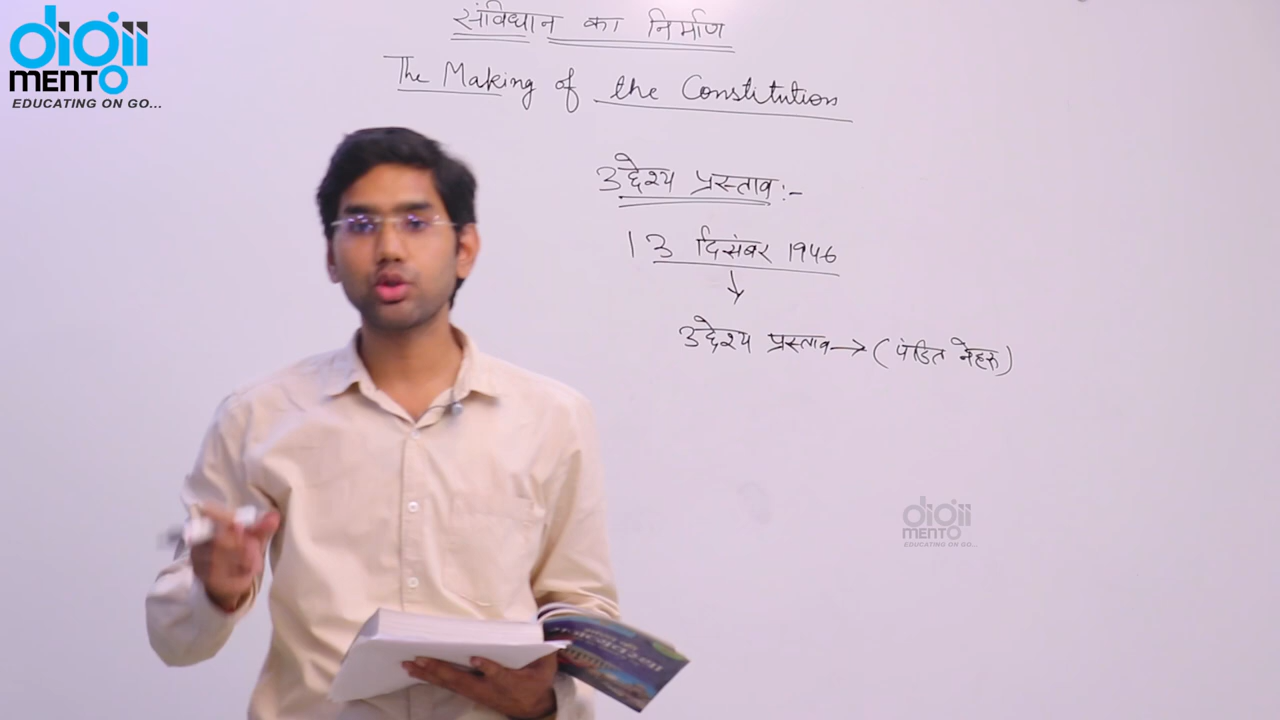 digii
MENTO
EDUCATING ON GO...
संविधान का निर्माण
The Making of the Constitution
उद्देश्य प्रस्ताव :-
13 दिसंबर 1946
उद्देश्य प्रस्ताव → (पंडित नेहरू)
digii
MENTO
EDUCATING ON GO...